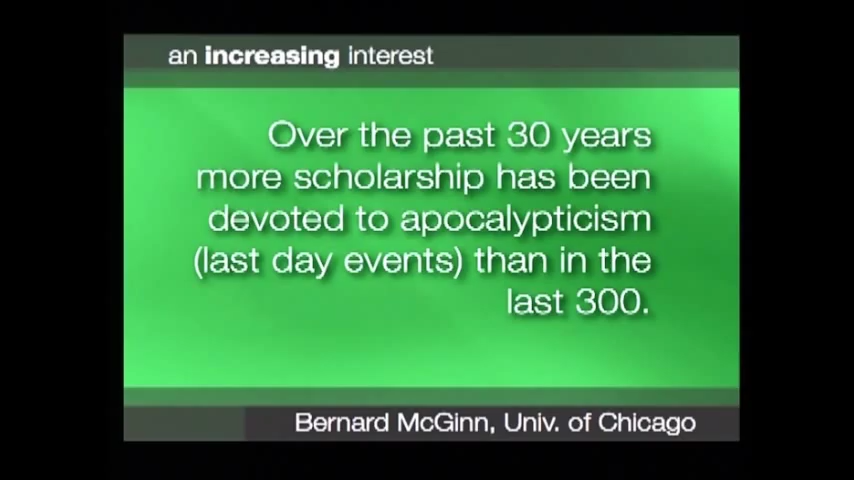 an increasing interest
Over the past 30 years
more scholarship has been
devoted to apocalypticism
(last day events) than in the
last 300.
Bernard McGinn, Univ. of Chicago